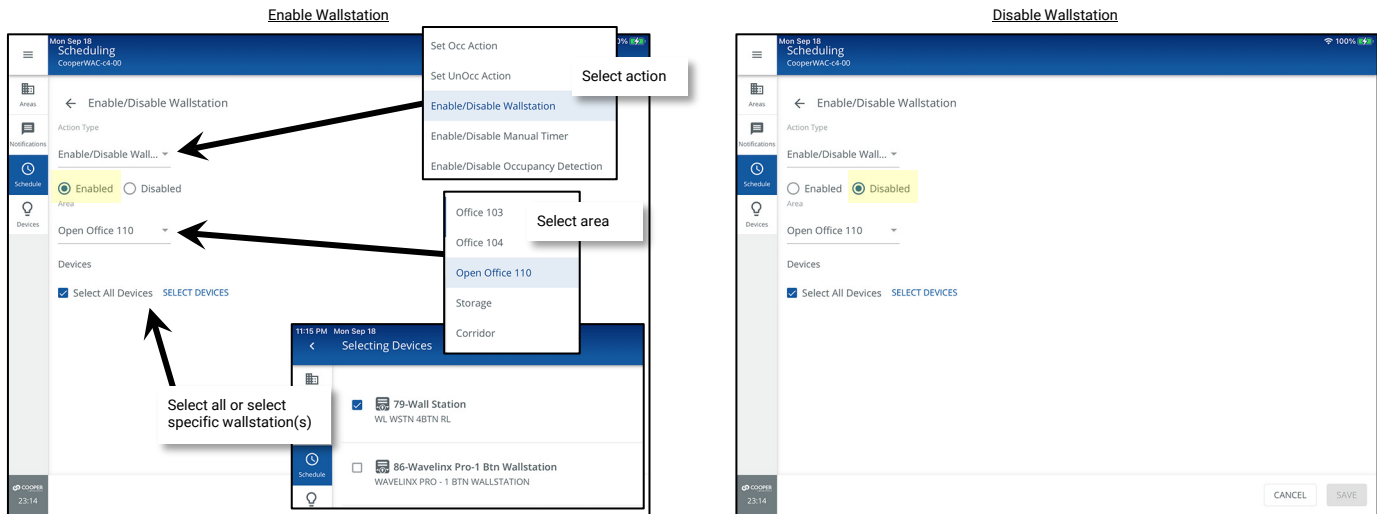 Enable Wallstation
Mon Sep 18
Scheduling
CooperWAC-c4-00
0%
Areas
Notifications
Schedule
Devices
Enable/Disable Wallstation
Action Type
Enable/Disable Wall...
Enabled
Disabled
Area
Open Office 110
Devices
Select All Devices
SELECT DEVICES
COOPER
23:14
Set Occ Action
Set UnOcc Action
Enable/Disable Wallstation
Enable/Disable Manual Timer
Enable/Disable Occupancy Detection
Select action
Office 103
Office 104
Open Office 110
Storage
Corridor
Select area
11:15 PM Mon Sep 18
Selecting Devices
79-Wall Station
WL WSTN 4BTN RL
86-Wavelinx Pro-1 Btn Wallstation
WAVELINX PRO - 1 BTN WALLSTATION
Schedule
Select all or select
specific wallstation(s)
Disable Wallstation
Mon Sep 18
100%
Scheduling
CooperWAC-c4-00
Areas
Notifications
Schedule
Devices
Enable/Disable Wallstation
Action Type
Enable/Disable Wall...
Enabled
Disabled
Area
Open Office 110
Devices
Select All Devices
SELECT DEVICES
COOPER
23:14
CANCEL
SAVE